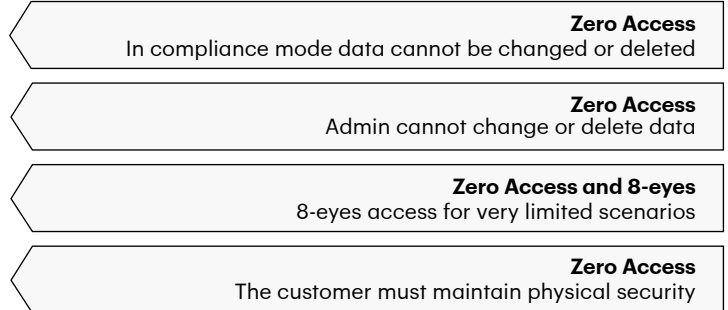 Zero Access
In compliance mode data cannot be changed or deleted
Zero Access
Admin cannot change or delete data
Zero Access and 8-eyes
8-eyes access for very limited scenarios
Zero Access
The customer must maintain physical security